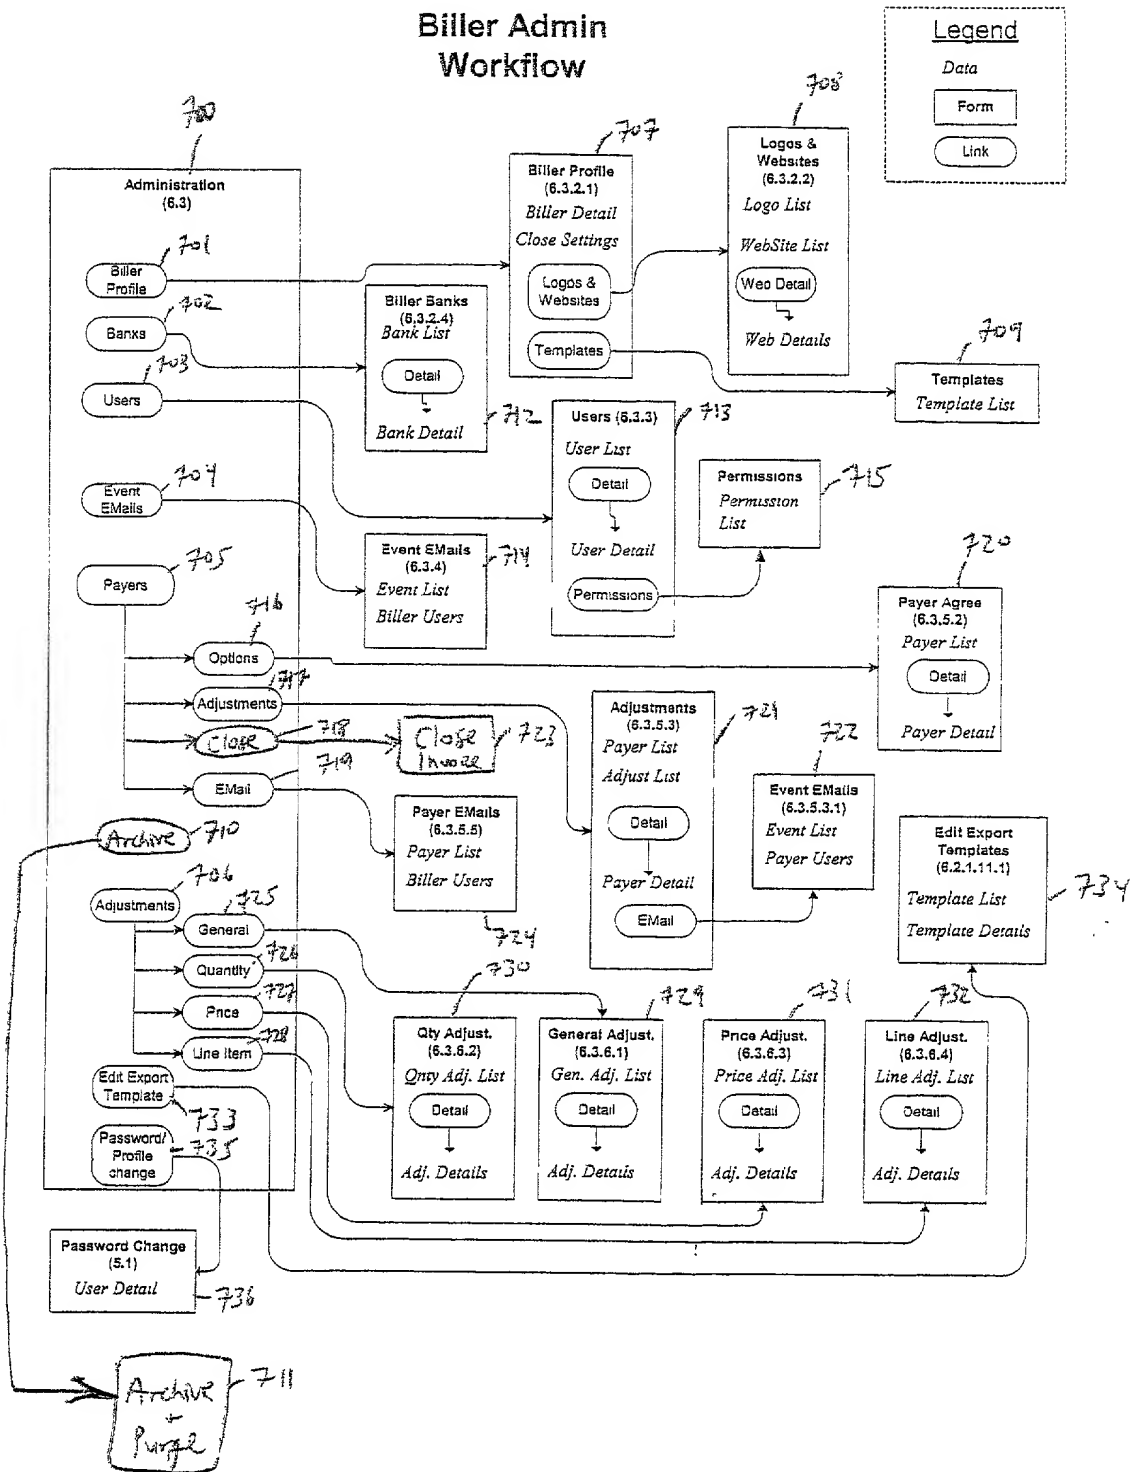 Biller Admin
Workflow
Legend
Data
Form
Link
700
Administration
(6.3)
701
Biller
Profile
702
Banks
703
Users
704
Event
EMails
705
Payers
716
Options
717
Adjustments
718
Close
719
EMail
710
Archive
706
Adjustments
725
General
726
Quantity
727
Price
728
Line Item
Edit Export
Template
733
Password/
Profile
change
735
707
Biller Profile
(6.3.2.1)
Biller Detail
Close Settings
Logos &
Websites
Templates
708
Logos &
Websites
(6.3.2.2)
Logo List
WebSite List
Web Detail
Web Details
709
Templates
Template List
Biller Banks
(6.3.2.4)
Bank List
Detail
Bank Detail
712
Users (6.3.3)
713
User List
Detail
User Detail
Permissions
Permissions
715
Permission
List
Event EMails
714
(6.3.4)
Event List
Biller Users
720
Payer Agree
(6.3.5.2)
Payer List
Detail
Payer Detail
Close
Invoice
723
Adjustments
721
(6.3.5.3)
Payer List
Adjust List
Detail
Payer Detail
EMail
722
Event EMails
(6.3.5.3.1)
Event List
Payer Users
Payer EMails
(6.3.5.5)
Payer List
Biller Users
724
Edit Export
Templates
(6.2.1.11.1)
734
Template List
Template Details
730
Qty Adjust.
(6.3.6.2)
Qnty Adj. List
Detail
Adj. Details
729
General Adjust.
(6.3.6.1)
Gen. Adj. List
Detail
Adj. Details
731
Price Adjust.
(6.3.6.3)
Price Adj. List
Detail
Adj. Details
732
Line Adjust.
(6.3.6.4)
Line Adj. List
Detail
Adj. Details
Password Change
(5.1)
User Detail
736
Archive
+
Purge
711